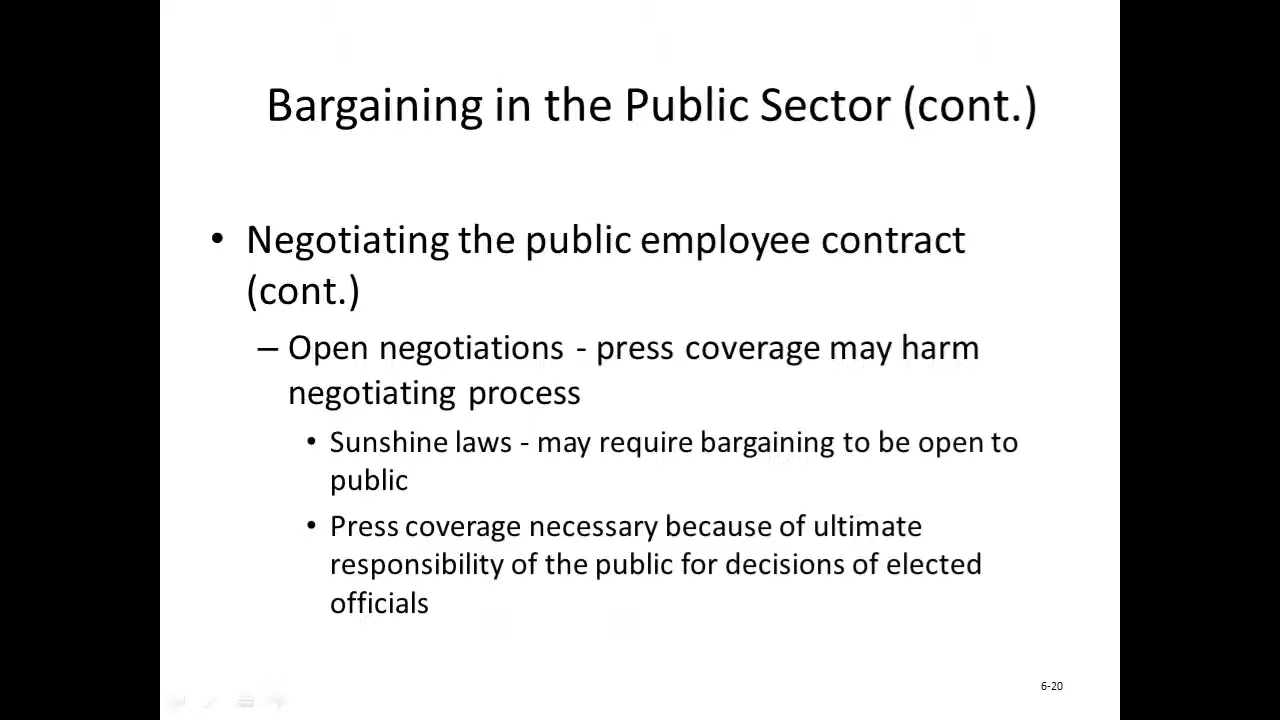 Bargaining in the Public Sector (cont.)
• Negotiating the public employee contract
(cont.)
– Open negotiations - press coverage may harm
negotiating process
• Sunshine laws - may require bargaining to be open to
public
• Press coverage necessary because of ultimate
responsibility of the public for decisions of elected
officials
6-20